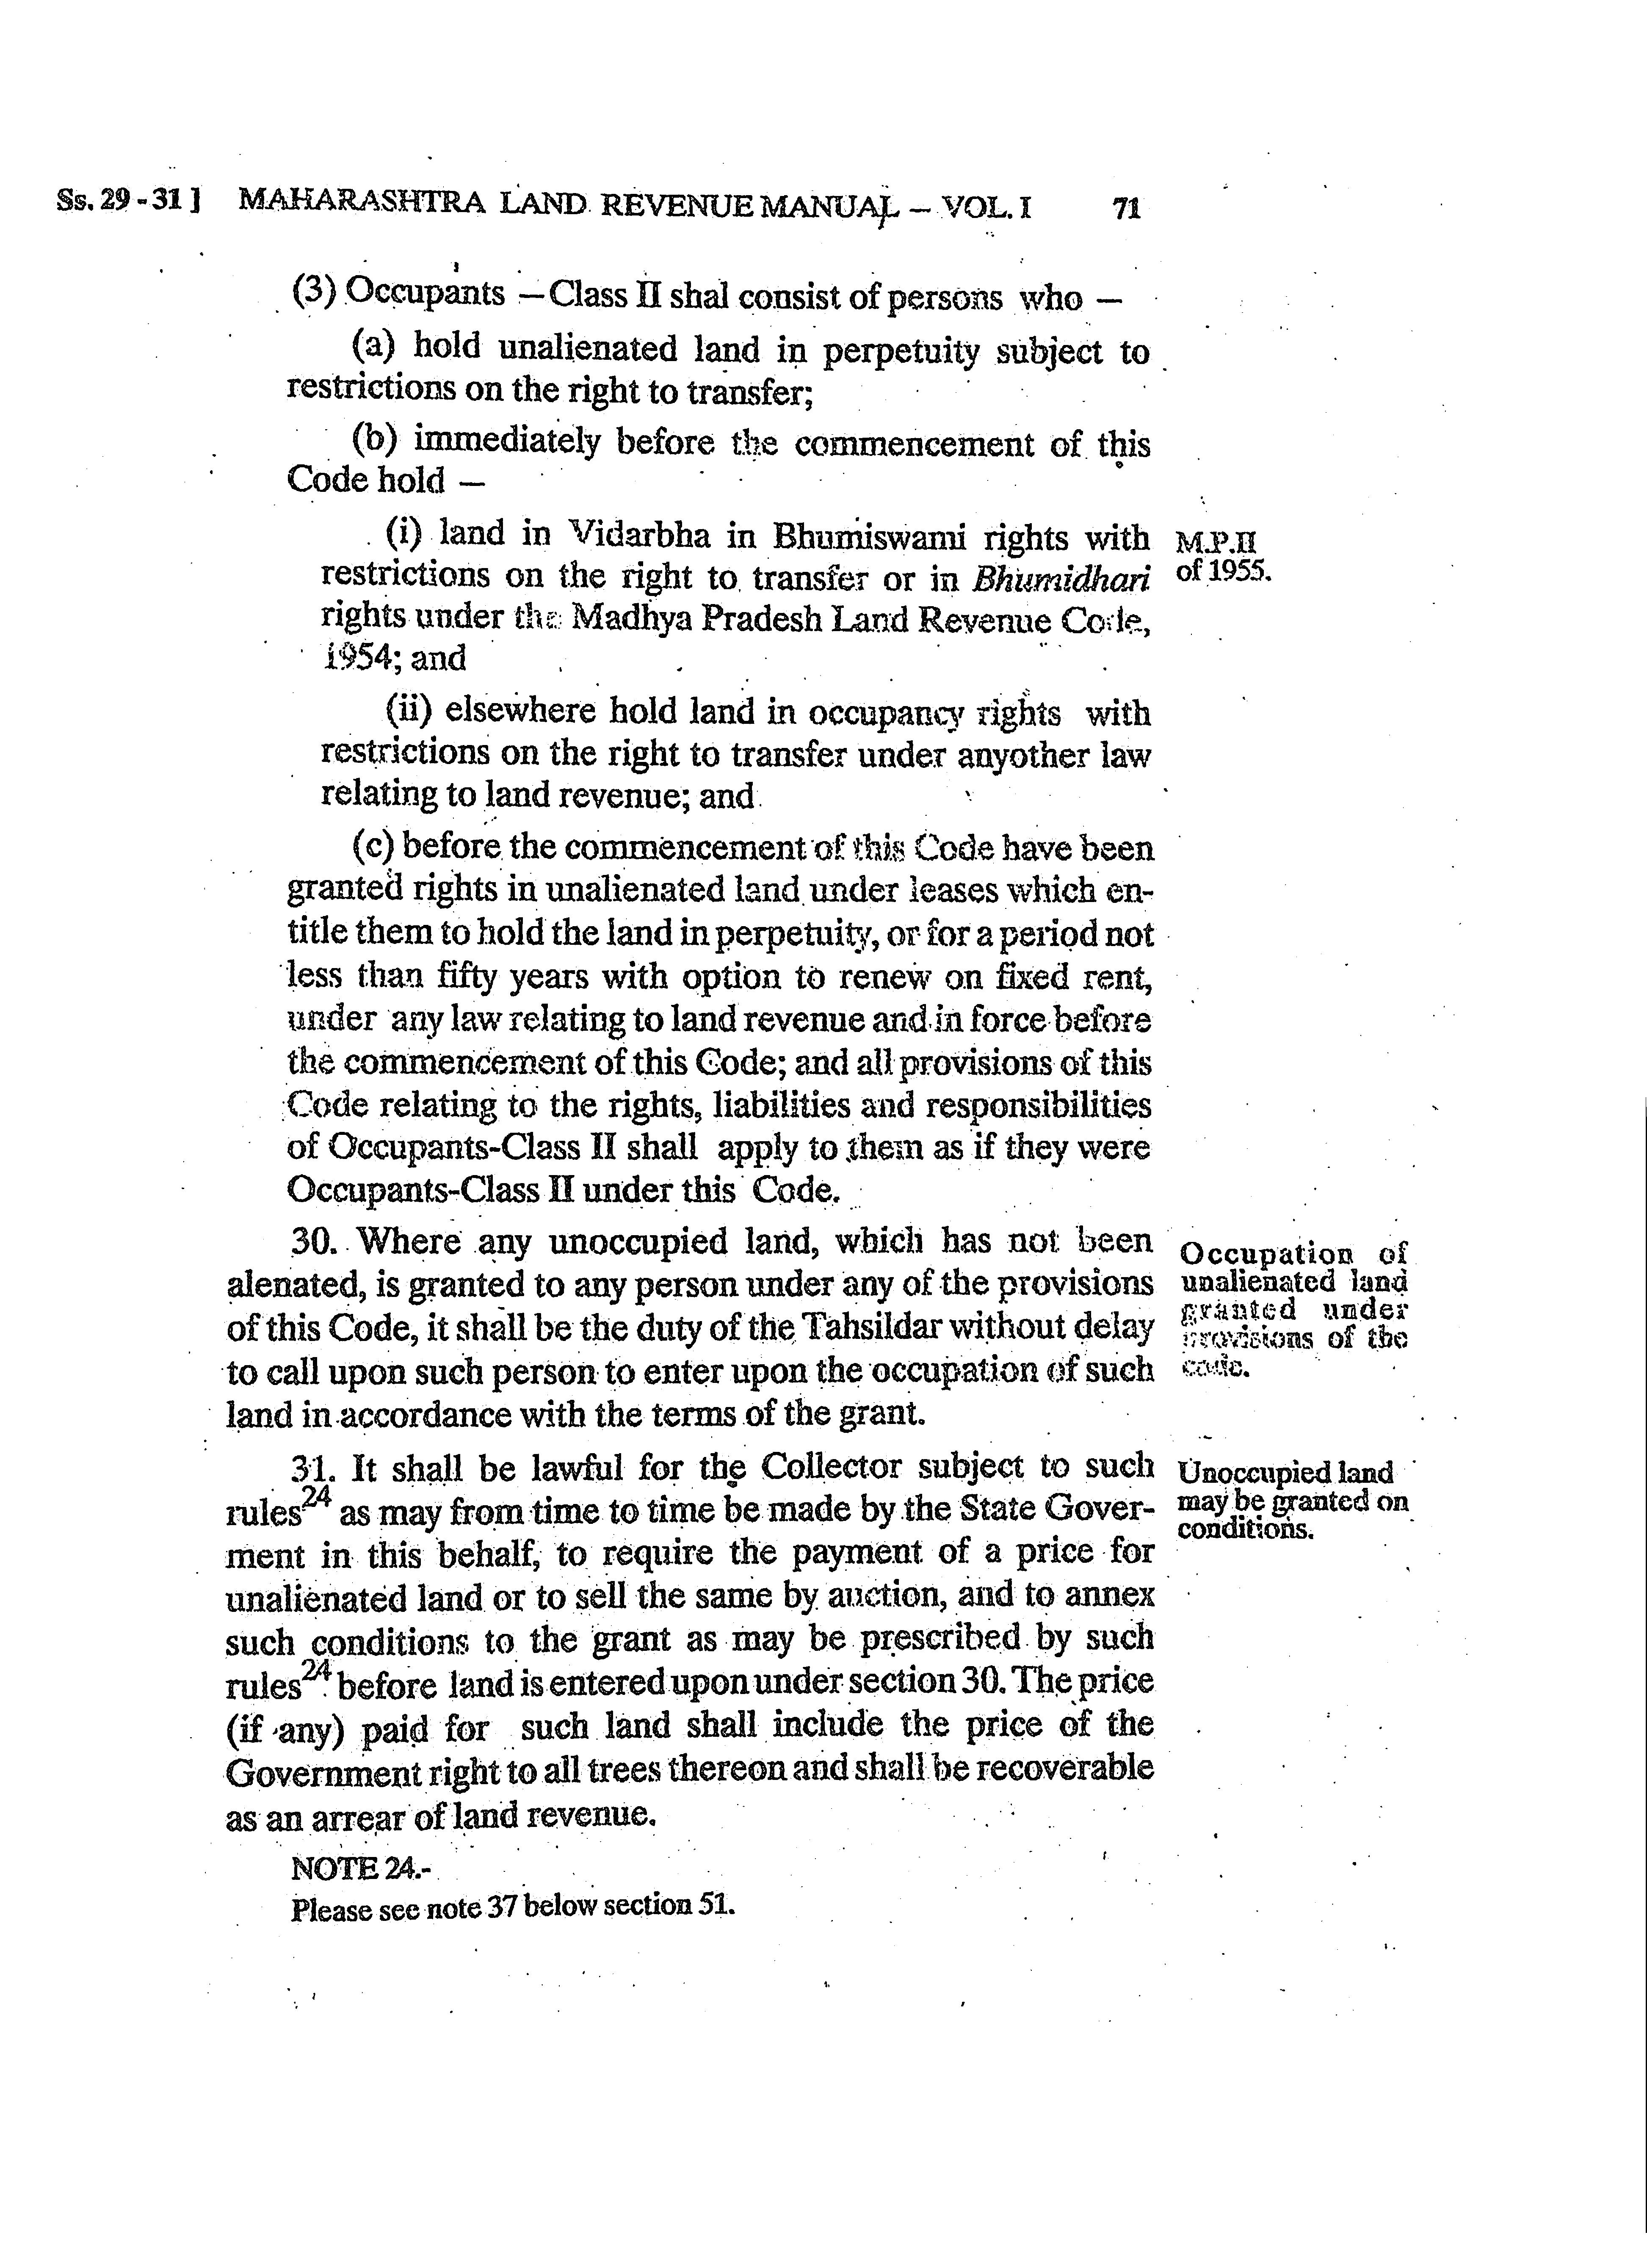 Ss. 29 - 31 ] MAHARASHTRA LAND REVENUE MANUAL – VOL. I 71
(3) Occupants – Class II shal consist of persons who –
(a) hold unalienated land in perpetuity subject to
restrictions on the right to transfer;
(b) immediately before the commencement of this
Code hold –
(i) land in Vidarbha in Bhumiswami rights with
restrictions on the right to transfer or in Bhumidhari
rights under the Madhya Pradesh Land Revenue Code,
1954; and
M.P.II
of 1955.
(ii) elsewhere hold land in occupancy rights with
restrictions on the right to transfer under anyother law
relating to land revenue; and
(c) before the commencement of this Code have been
granted rights in unalienated land under leases which en-
title them to hold the land in perpetuity, or for a period not
less than fifty years with option to renew on fixed rent,
under any law relating to land revenue and in force before
the commencement of this Code; and all provisions of this
Code relating to the rights, liabilities and responsibilities
of Occupants-Class II shall apply to them as if they were
Occupants-Class II under this Code.
30. Where any unoccupied land, which has not been
alenated, is granted to any person under any of the provisions
of this Code, it shall be the duty of the Tahsildar without delay
to call upon such person to enter upon the occupation of such
land in accordance with the terms of the grant.
Occupation of
unalienated land
granted under
provisions of the
code.
31. It shall be lawful for the Collector subject to such
rules24 as may from time to time be made by the State Gover-
ment in this behalf, to require the payment of a price for
unalienated land or to sell the same by auction, and to annex
such conditions to the grant as may be prescribed by such
rules24 before land is entered upon under section 30. The price
(if any) paid for such land shall include the price of the
Government right to all trees thereon and shall be recoverable
as an arrear of land revenue.
Unoccupied land
may be granted on
conditions.
NOTE 24.-
Please see note 37 below section 51.